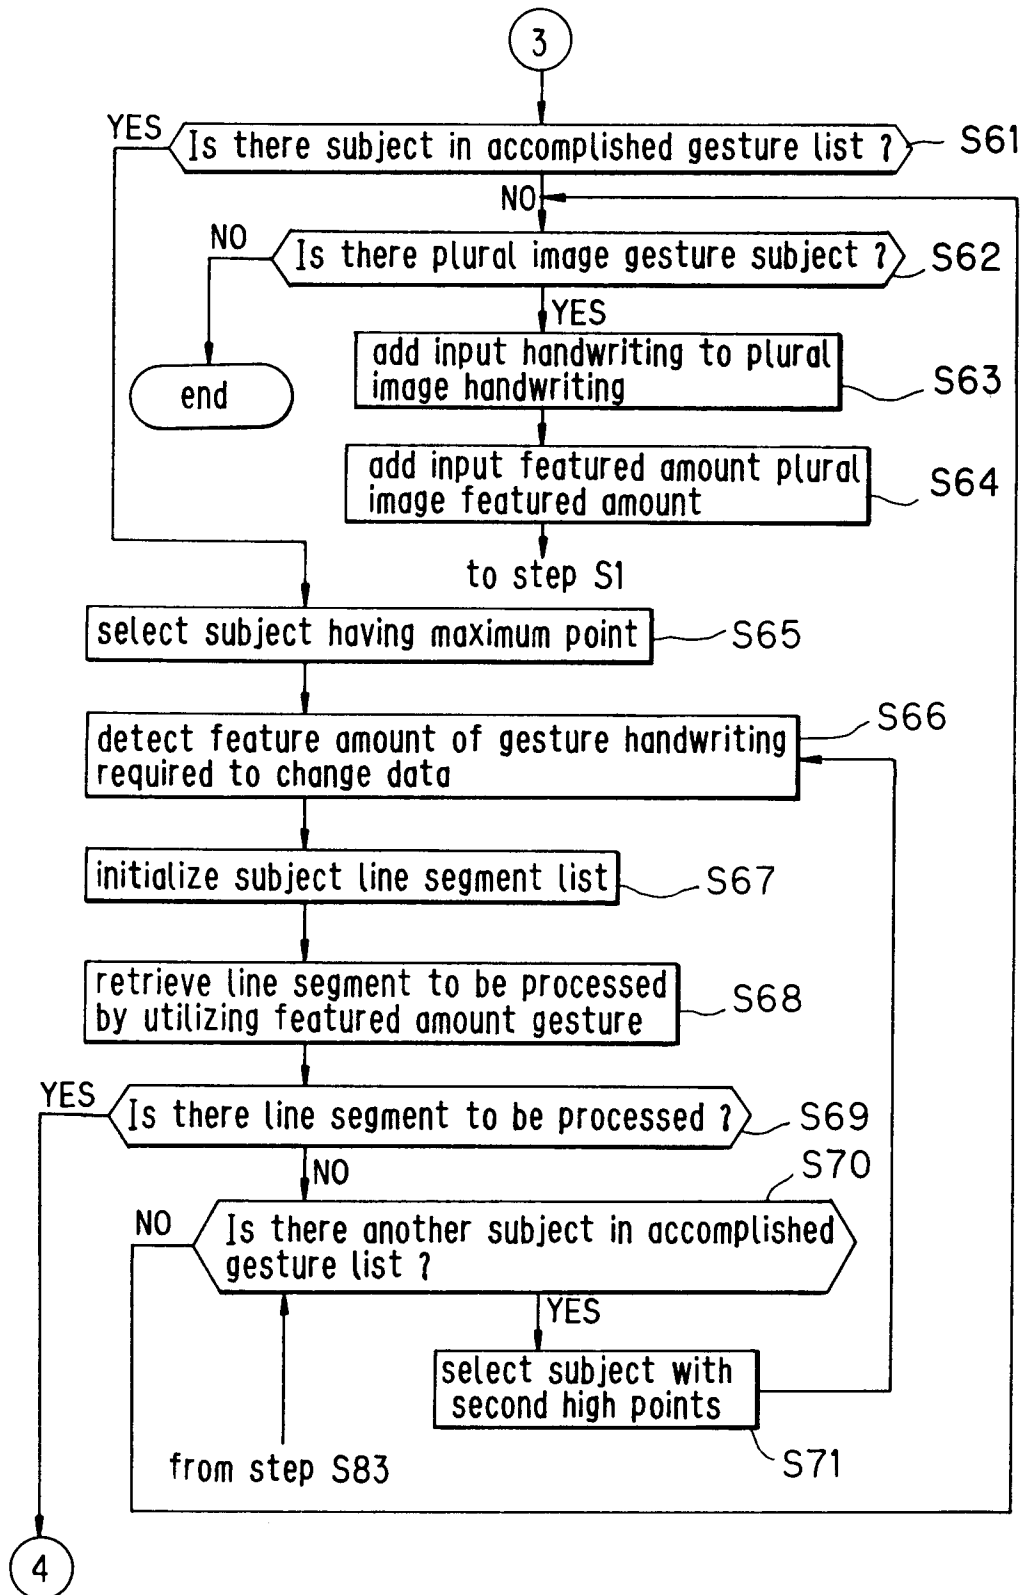 3
YES
Is there subject in accomplished gesture list ?
S61
NO
NO
Is there plural image gesture subject ?
S62
YES
add input handwriting to plural
image handwriting
S63
end
add input featured amount plural
image featured amount
S64
to step S1
select subject having maximum point
S65
S66
detect feature amount of gesture handwriting
required to change data
initialize subject line segment list
S67
retrieve line segment to be processed
by utilizing featured amount gesture
S68
YES
Is there line segment to be processed ?
S69
NO
S70
NO
Is there another subject in accomplished
gesture list ?
YES
select subject with
second high points
S71
from step S83
4